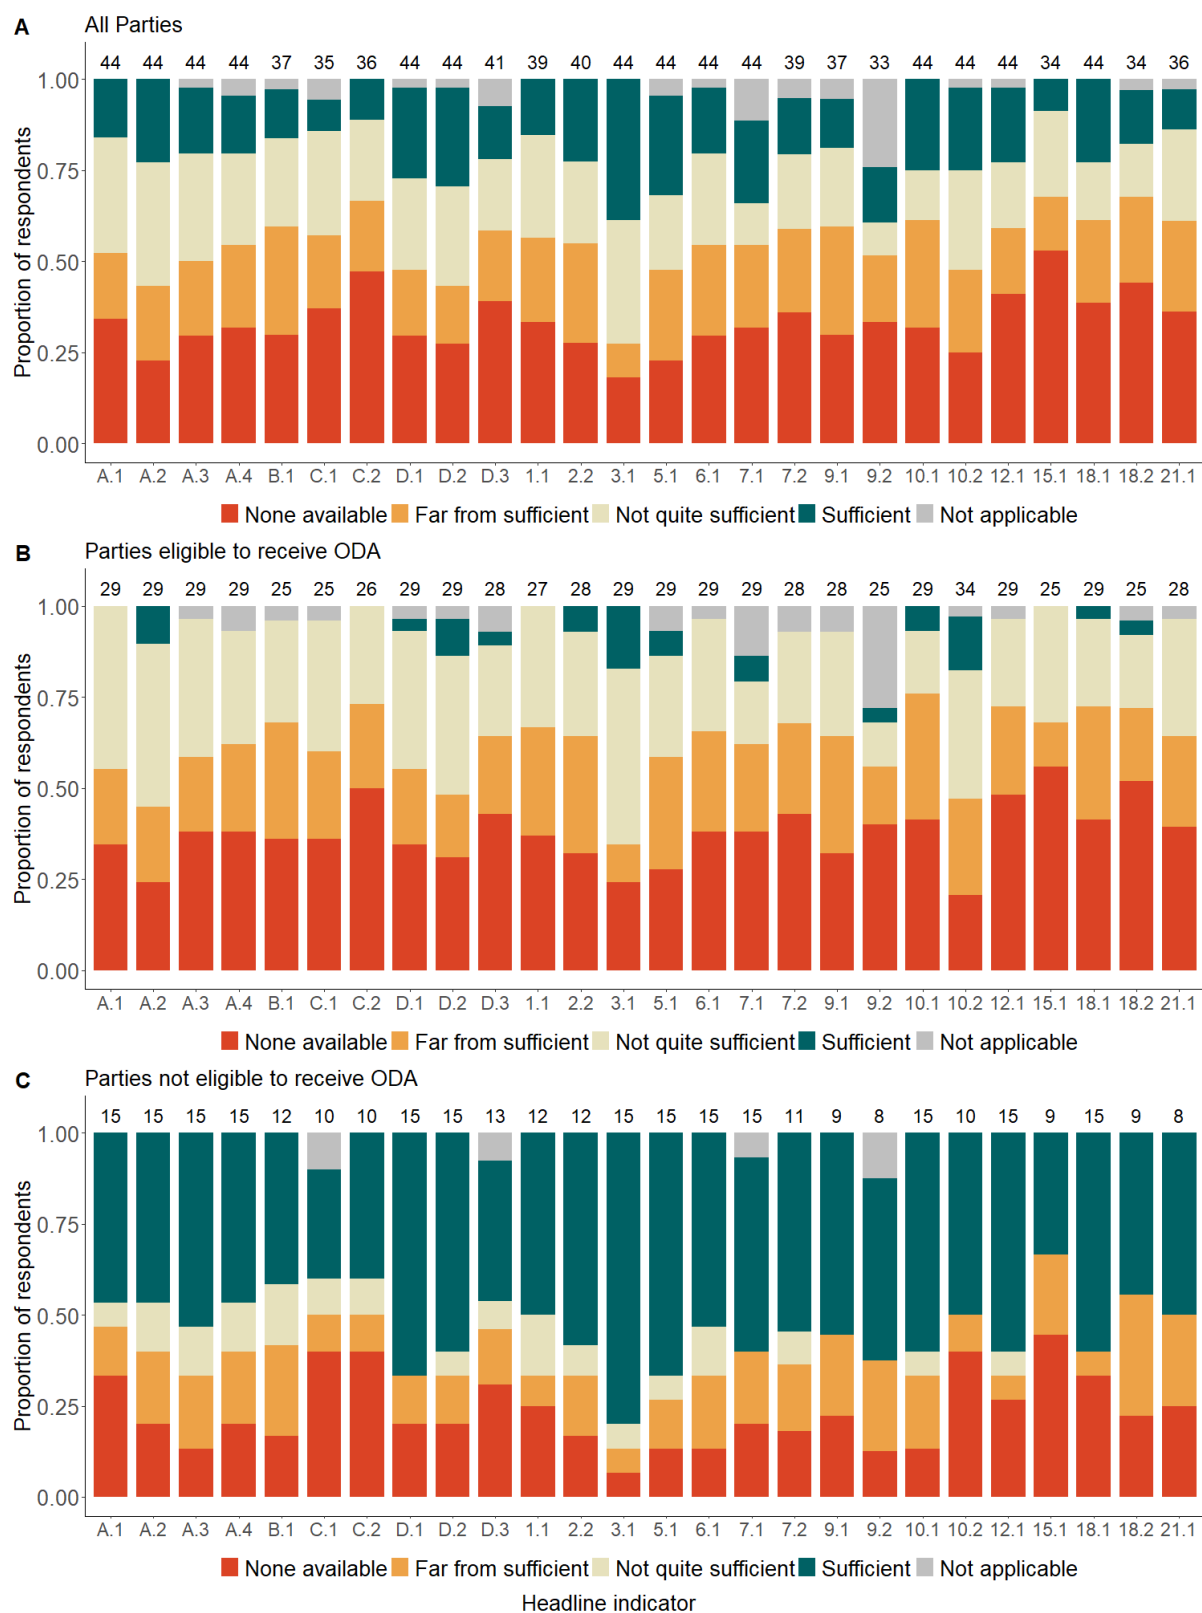 A All Parties
44 44 44 44 37 35 36 44 44 41 39 40 44 44 44 44 39 37 33 44 44 44 34 44 34 36
Proportion of respondents
1.00
0.75
0.50
0.25
0.00
A.1 A.2 A.3 A.4 B.1 C.1 C.2 D.1 D.2 D.3 1.1 2.2 3.1 5.1 6.1 7.1 7.2 9.1 9.2 10.1 10.2 12.1 15.1 18.1 18.2 21.1
None available Far from sufficient Not quite sufficient Sufficient Not applicable
B Parties eligible to receive ODA
29 29 29 29 25 25 26 29 29 28 27 28 29 29 29 29 28 28 25 29 34 29 25 29 25 28
Proportion of respondents
1.00
0.75
0.50
0.25
0.00
A.1 A.2 A.3 A.4 B.1 C.1 C.2 D.1 D.2 D.3 1.1 2.2 3.1 5.1 6.1 7.1 7.2 9.1 9.2 10.1 10.2 12.1 15.1 18.1 18.2 21.1
None available Far from sufficient Not quite sufficient Sufficient Not applicable
C Parties not eligible to receive ODA
15 15 15 15 12 10 10 15 15 13 12 12 15 15 15 15 11 9 8 15 10 15 9 15 9 8
Proportion of respondents
1.00
0.75
0.50
0.25
0.00
A.1 A.2 A.3 A.4 B.1 C.1 C.2 D.1 D.2 D.3 1.1 2.2 3.1 5.1 6.1 7.1 7.2 9.1 9.2 10.1 10.2 12.1 15.1 18.1 18.2 21.1
None available Far from sufficient Not quite sufficient Sufficient Not applicable
Headline indicator